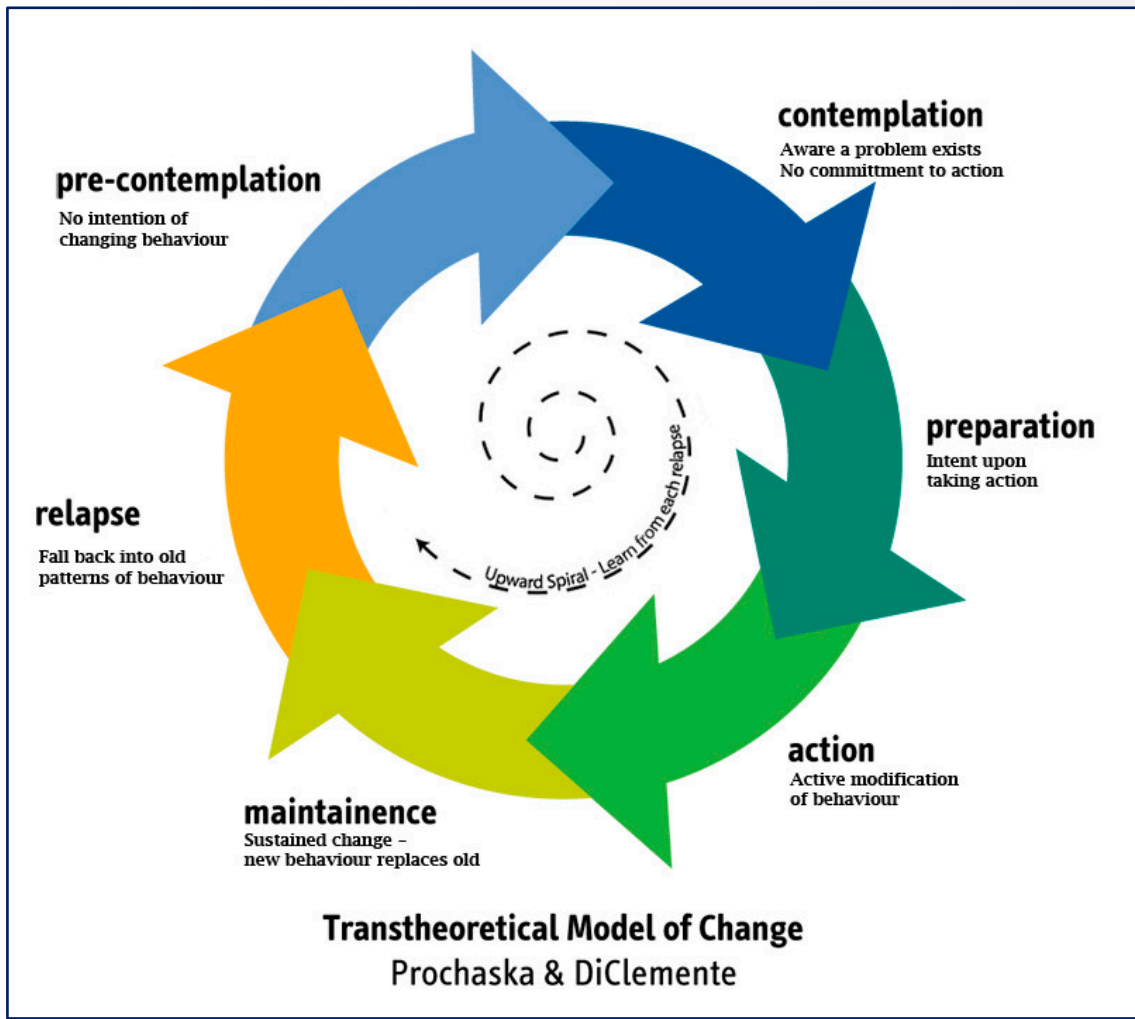 pre-contemplation
No intention of
changing behaviour
contemplation
Aware a problem exists
No committment to action
preparation
Intent upon
taking action
action
Active modification
of behaviour
maintainence
Sustained change –
new behaviour replaces old
relapse
Fall back into old
patterns of behaviour
Upward Spiral - Learn from each relapse
Transtheoretical Model of Change
Prochaska & DiClemente